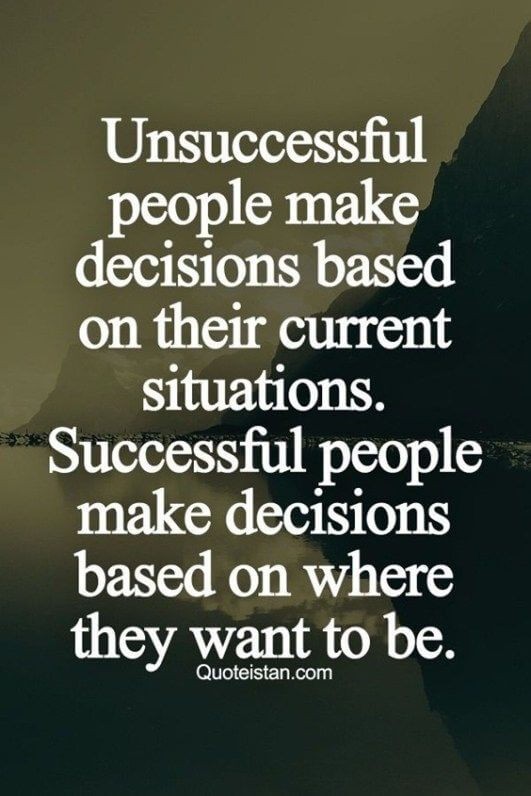 Unsuccessful
people make
decisions based
on their current
situations.
Successful people
make decisions
based on where
they want to be.
Quoteistan.com